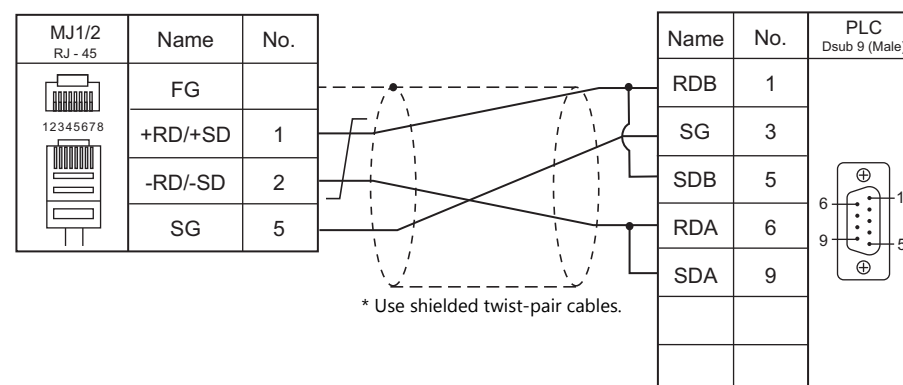 MJ1/2 Name No.
RJ - 45
FG
12345678
+RD/+SD 1
-RD/-SD 2
SG 5
Name No. PLC
Dsub 9 (Male)
RDB 1
SG 3
SDB 5
RDA 6
SDA 9
6 1
9 5
* Use shielded twist-pair cables.